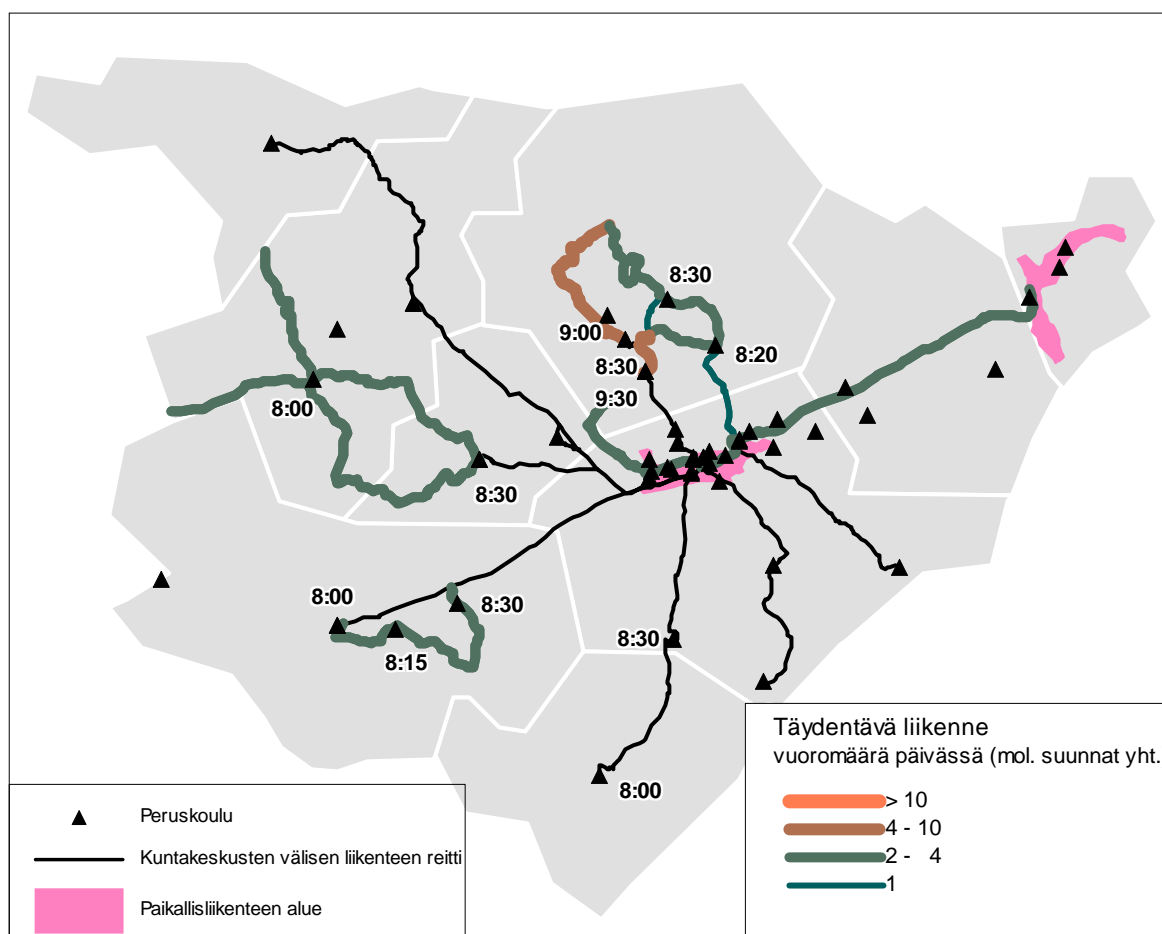 8:30
9:00
8:20
8:30
9:30
8:00
8:30
8:00
8:30
8:30
8:15
8:00
Täydentävä liikenne
vuoromäärä päivässä (mol. suunnat yht.
> 10
4 - 10
2 - 4
1
Peruskoulu
Kuntakeskusten välisen liikenteen reitti
Paikallisliikenteen alue